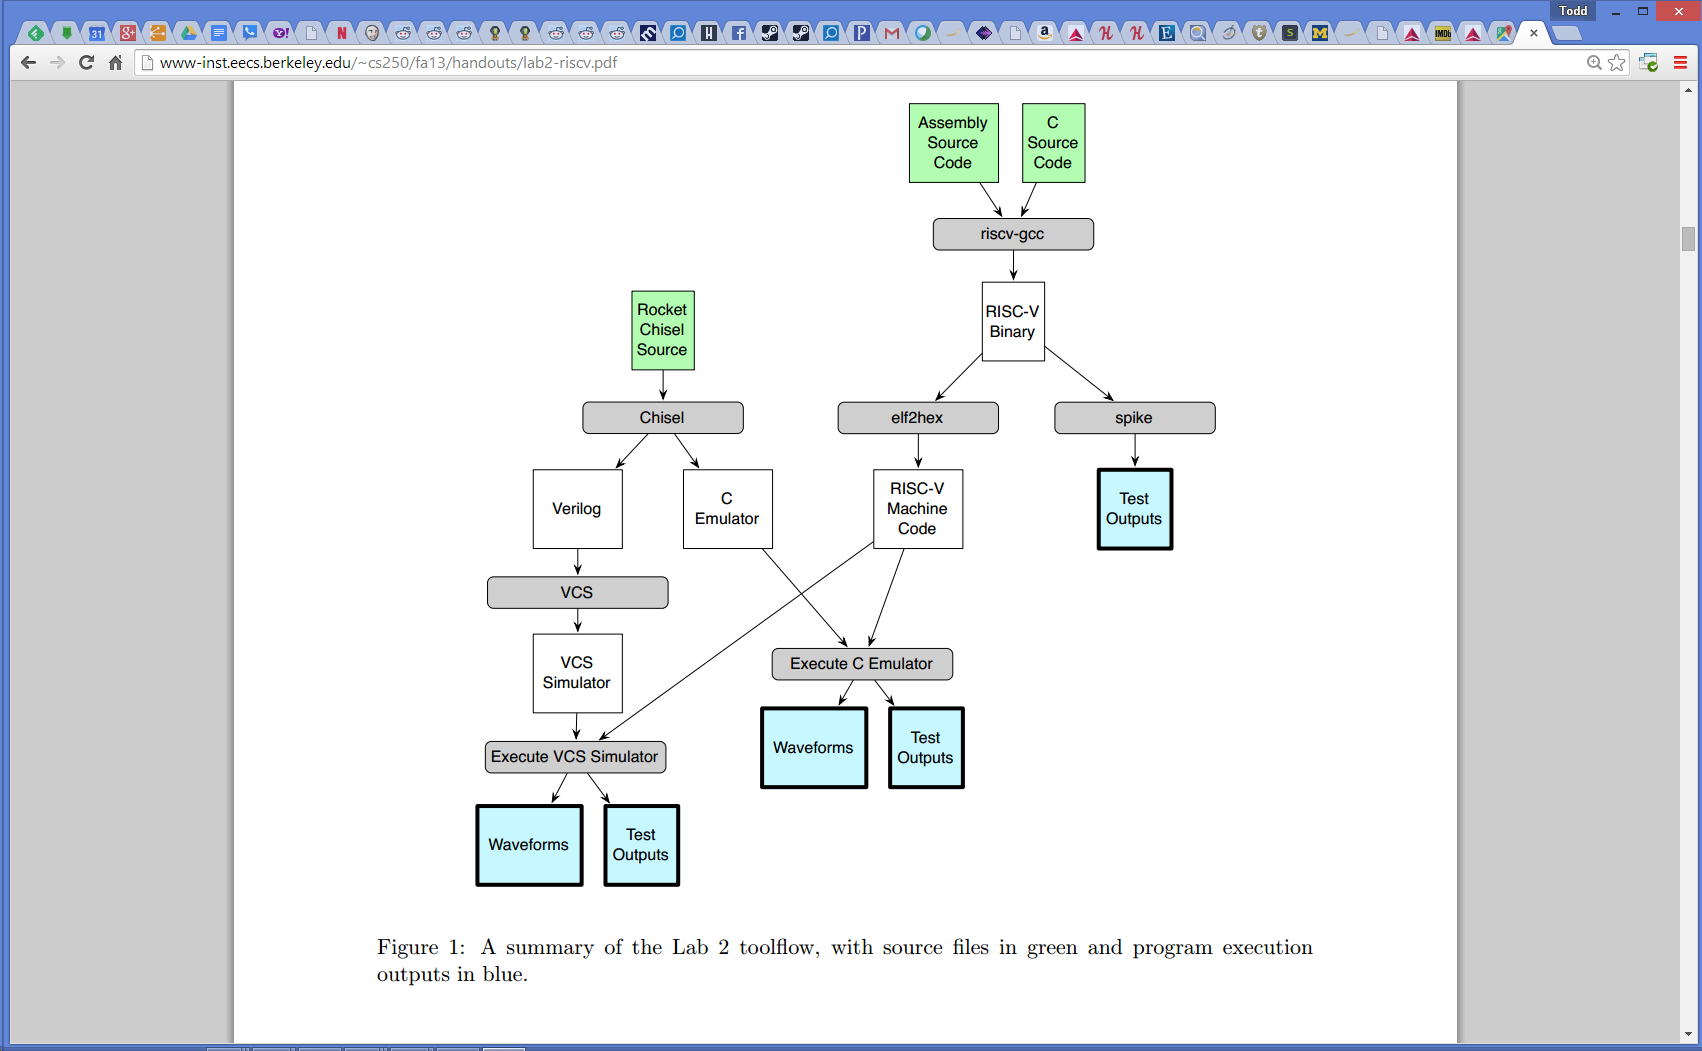 Todd
www-inst.eecs.berkeley.edu/~cs250/fa13/handouts/lab2-riscv.pdf
Assembly
Source
Code
C
Source
Code
riscv-gcc
RISC-V
Binary
Rocket
Chisel
Source
Chisel
elf2hex
spike
Verilog
C
Emulator
RISC-V
Machine
Code
Test
Outputs
VCS
VCS
Simulator
Execute C Emulator
Waveforms
Test
Outputs
Execute VCS Simulator
Waveforms
Test
Outputs
Figure 1: A summary of the Lab 2 toolflow, with source files in green and program execution
outputs in blue.